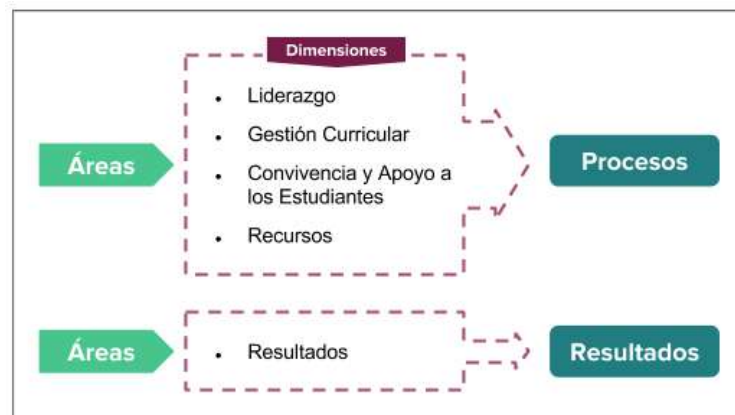 Dimensiones
Áreas
• Liderazgo
• Gestión Curricular
• Convivencia y Apoyo a
los Estudiantes
• Recursos
Procesos
Áreas
• Resultados
Resultados